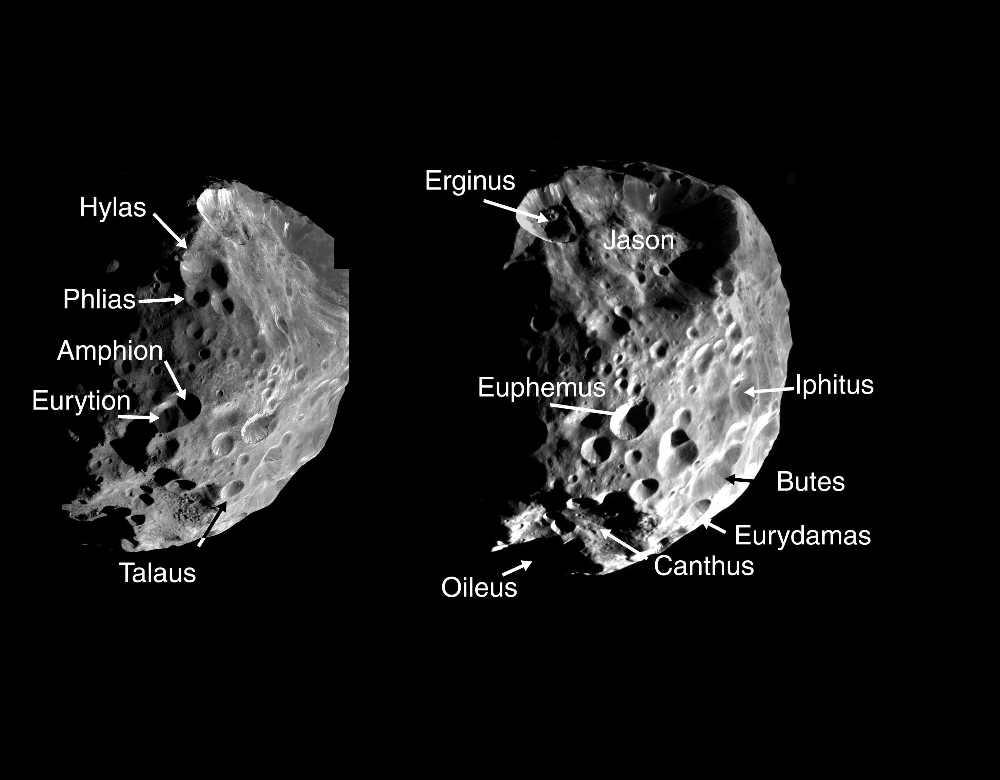 Hylas
Phlias
Amphion
Eurytion
Talaus
Erginus
Jason
Euphemus
Iphitus
Butes
Eurydamas
Canthus
Oileus